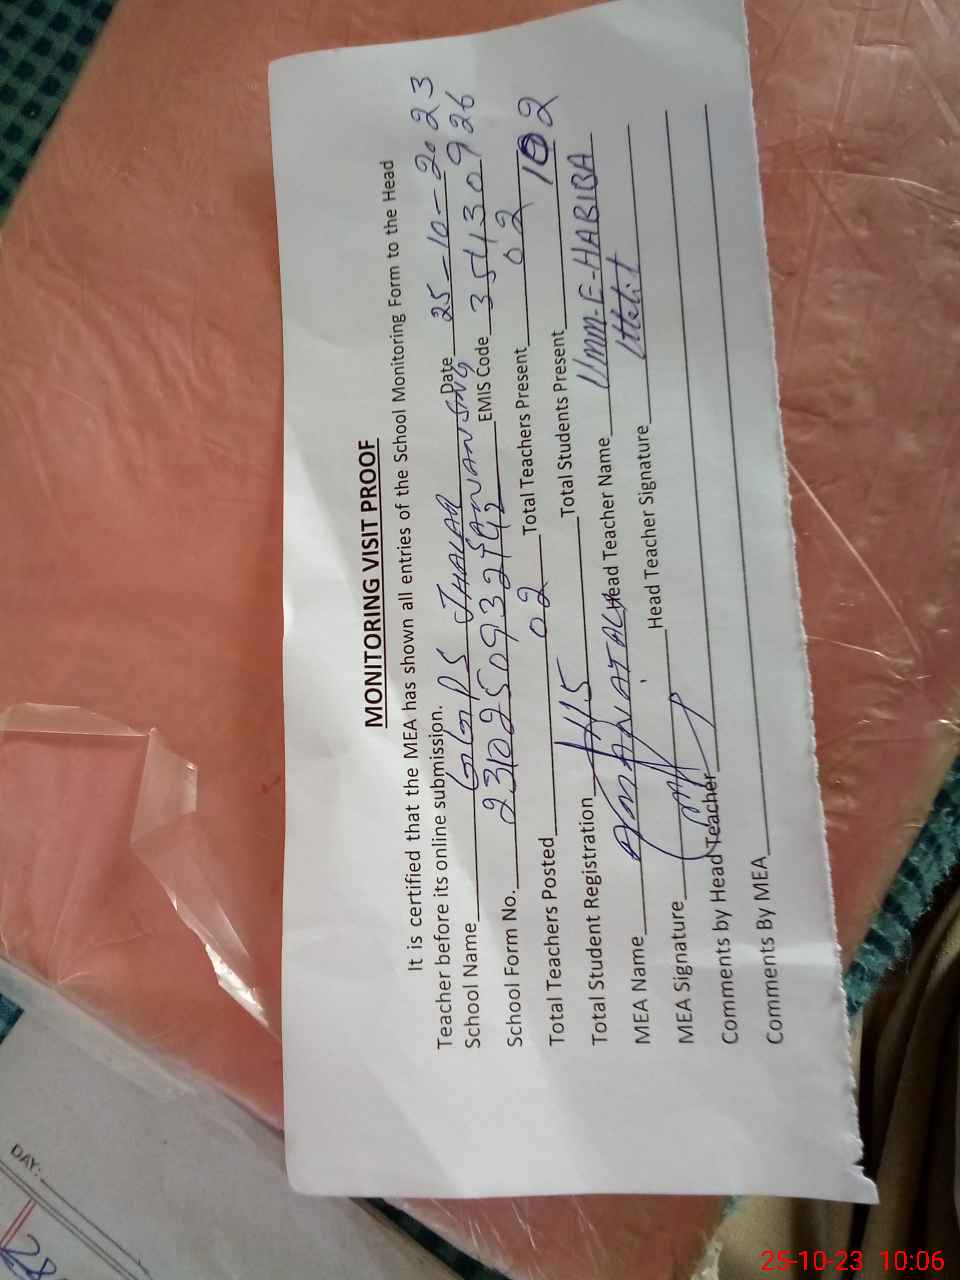 MONITORING VISIT PROOF
It is certified that the MEA has shown all entries of the School Monitoring Form to the Head
Teacher before its online submission.
School Name GGPS JHALAR Date 25-10-2023
School Form No. EMIS Code 354130926
Total Teachers Posted 02 Total Teachers Present 02
Total Student Registration 115 Total Students Present 102
MEA Name Head Teacher Name UMM-E-HABIBA
MEA Signature Head Teacher Signature
Comments by Head Teacher
Comments By MEA
DAY:
28
25-10-23 10:06